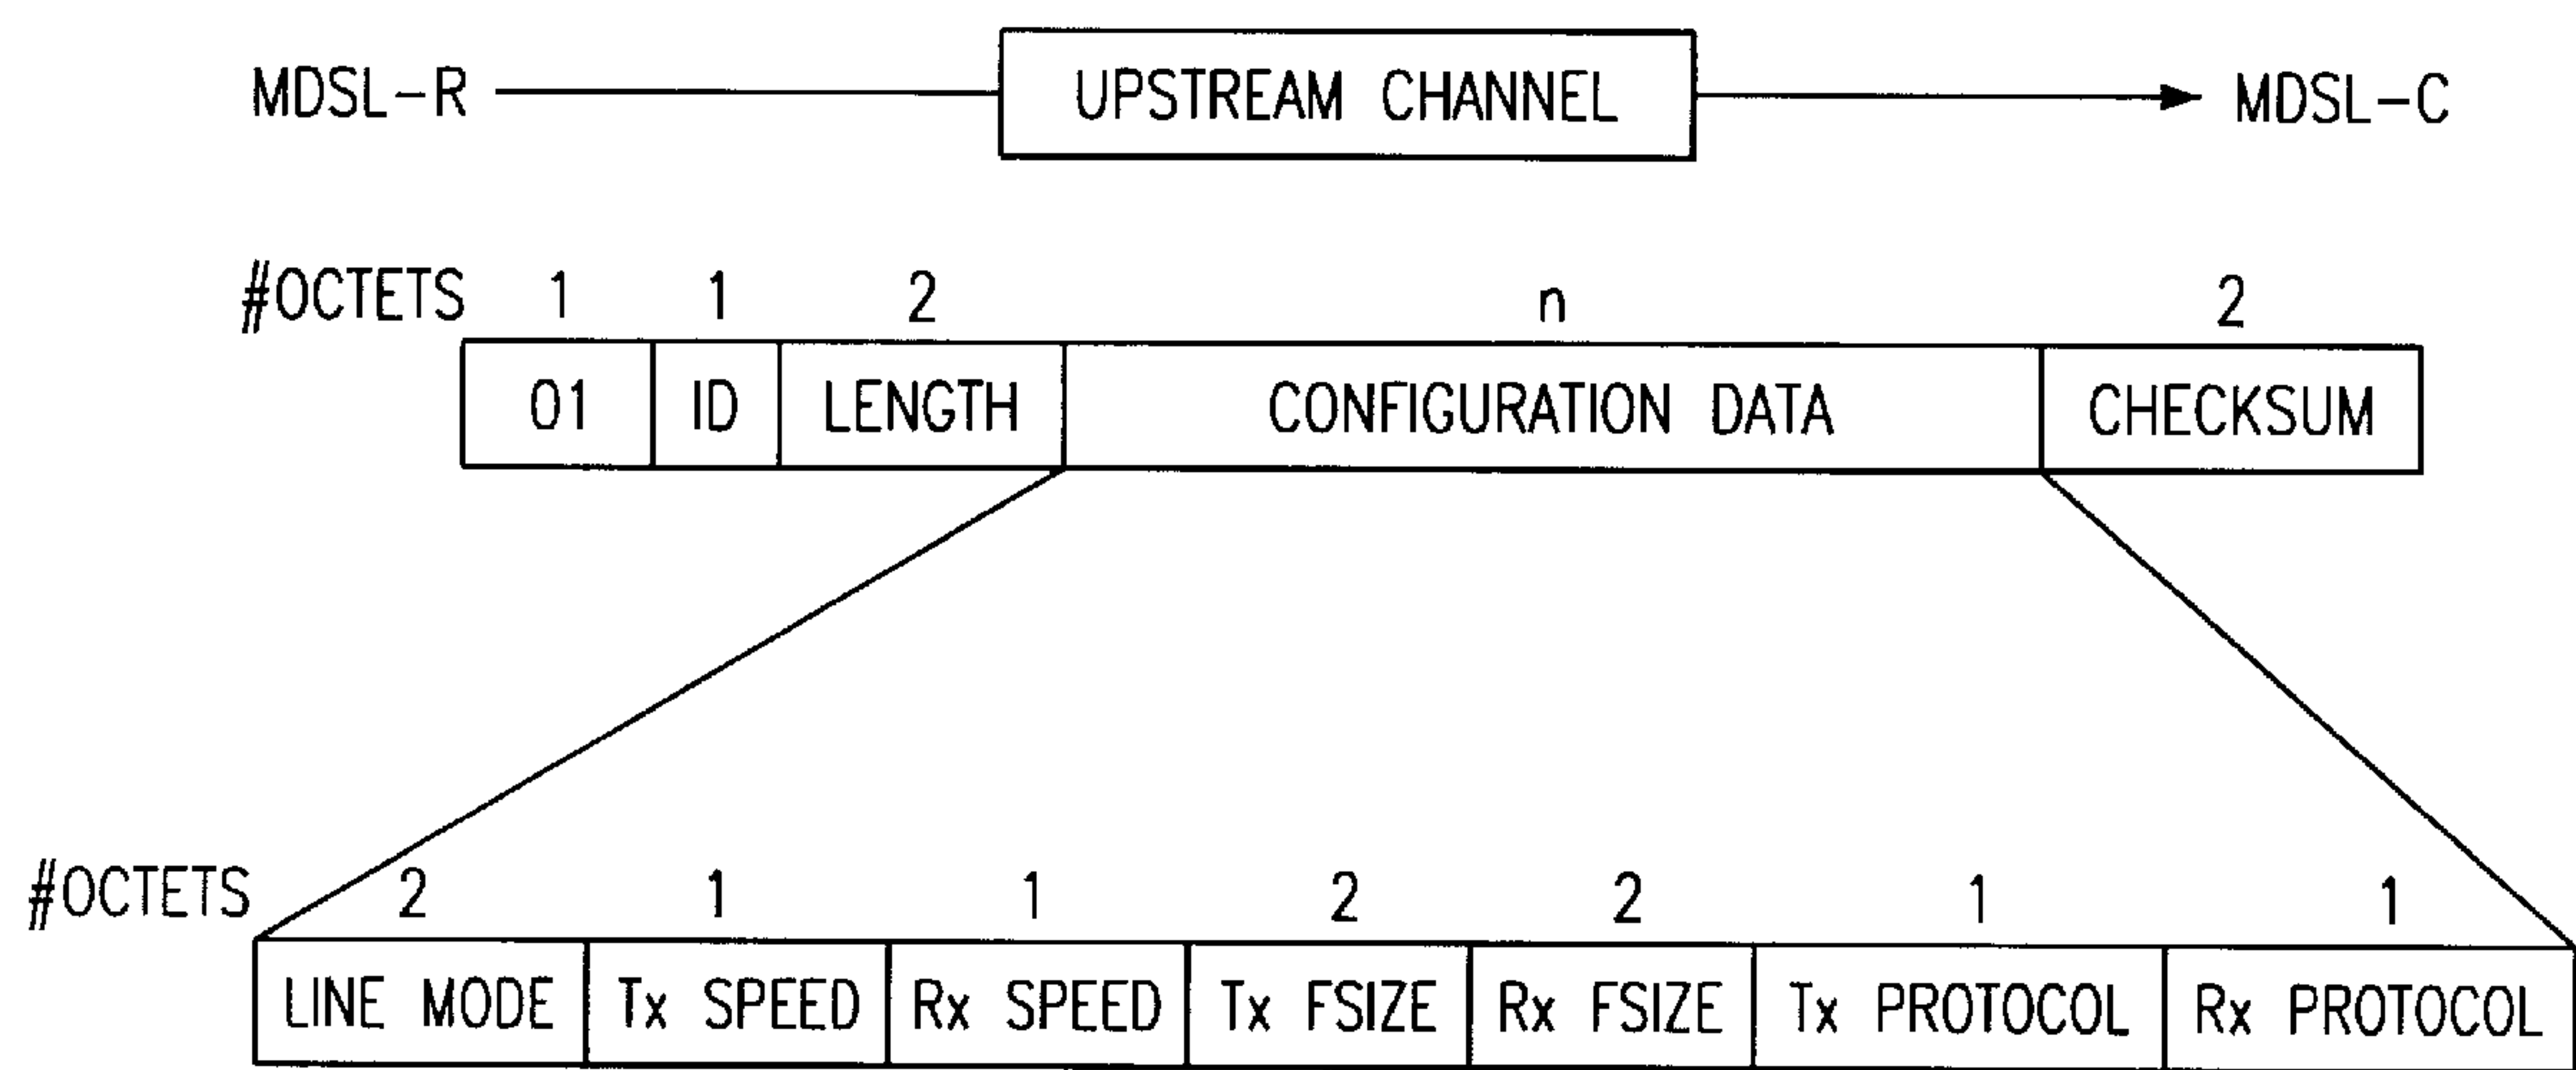 MDSL-R UPSTREAM CHANNEL MDSL-C
#OCTETS 1 1 2 n 2
01 ID LENGTH CONFIGURATION DATA CHECKSUM
#OCTETS 2 1 1 2 2 1 1
LINE MODE Tx SPEED Rx SPEED Tx FSIZE Rx FSIZE Tx PROTOCOL Rx PROTOCOL